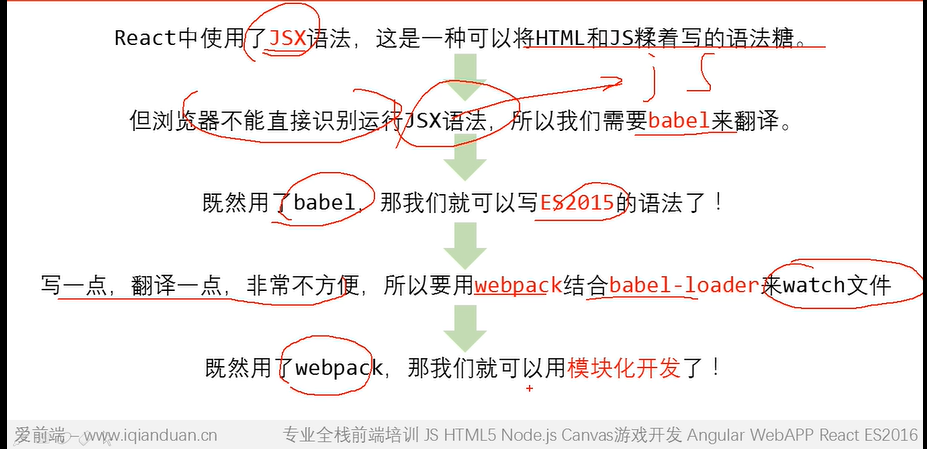 React中使用了JSX语法，这是一种可以将HTML和JS糅着写的语法糖。
js
但浏览器不能直接识别运行JSX语法，所以我们需要babel来翻译。
既然用了babel，那我们就可以写ES2015的语法了！
写一点，翻译一点，非常不方便，所以要用webpack结合babel-loader来watch文件
既然用了webpack，那我们就可以用模块化开发了！
爱前端 – www.iqianduan.cn 专业全栈前端培训 JS HTML5 Node.js Canvas游戏开发 Angular WebAPP React ES2016